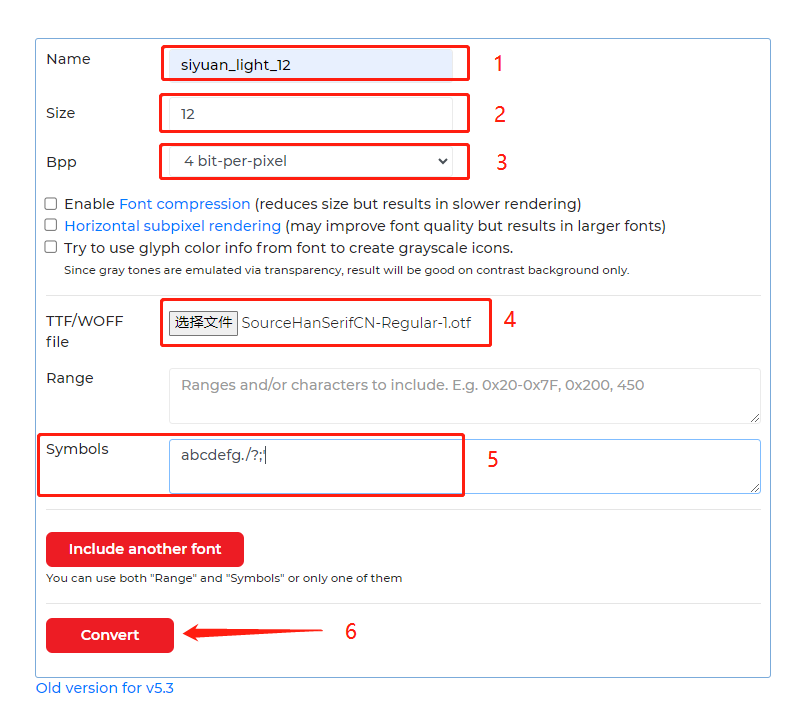 Name
siyuan_light_12
1
Size
12
2
Bpp
4 bit-per-pixel
3
Enable Font compression (reduces size but results in slower rendering)
Horizontal subpixel rendering (may improve font quality but results in larger fonts)
Try to use glyph color info from font to create grayscale icons.
Since gray tones are emulated via transparency, result will be good on contrast background only.
TTF/WOFF
file
选择文件 SourceHanSerifCN-Regular-1.otf
4
Range
Ranges and/or characters to include. E.g. 0x20-0x7F, 0x200, 450
Symbols
abcdefg./?;'
5
Include another font
You can use both "Range" and "Symbols" or only one of them
Convert
6
Old version for v5.3